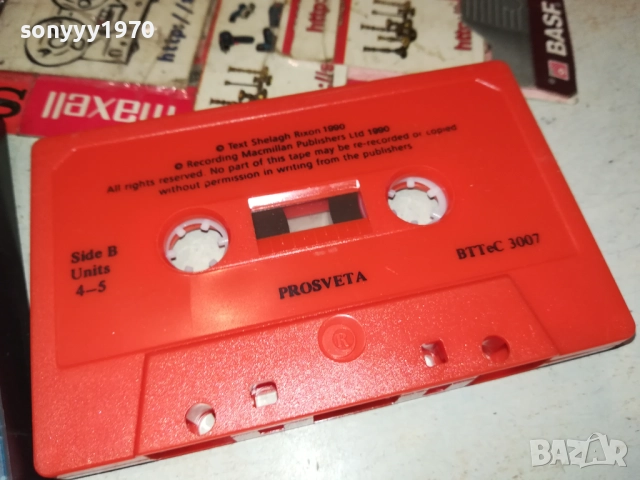 sonyyy1970
http://s
maxell
BASF
© Text Shelagh Rixon 1990
℗ Recording Macmillan Publishers Ltd 1990
All rights reserved. No part of this tape may be re-recorded or copied
without permission in writing from the publishers
Side B
Units
4-5
PROSVETA
BTTeC 3007
®
BAZAR